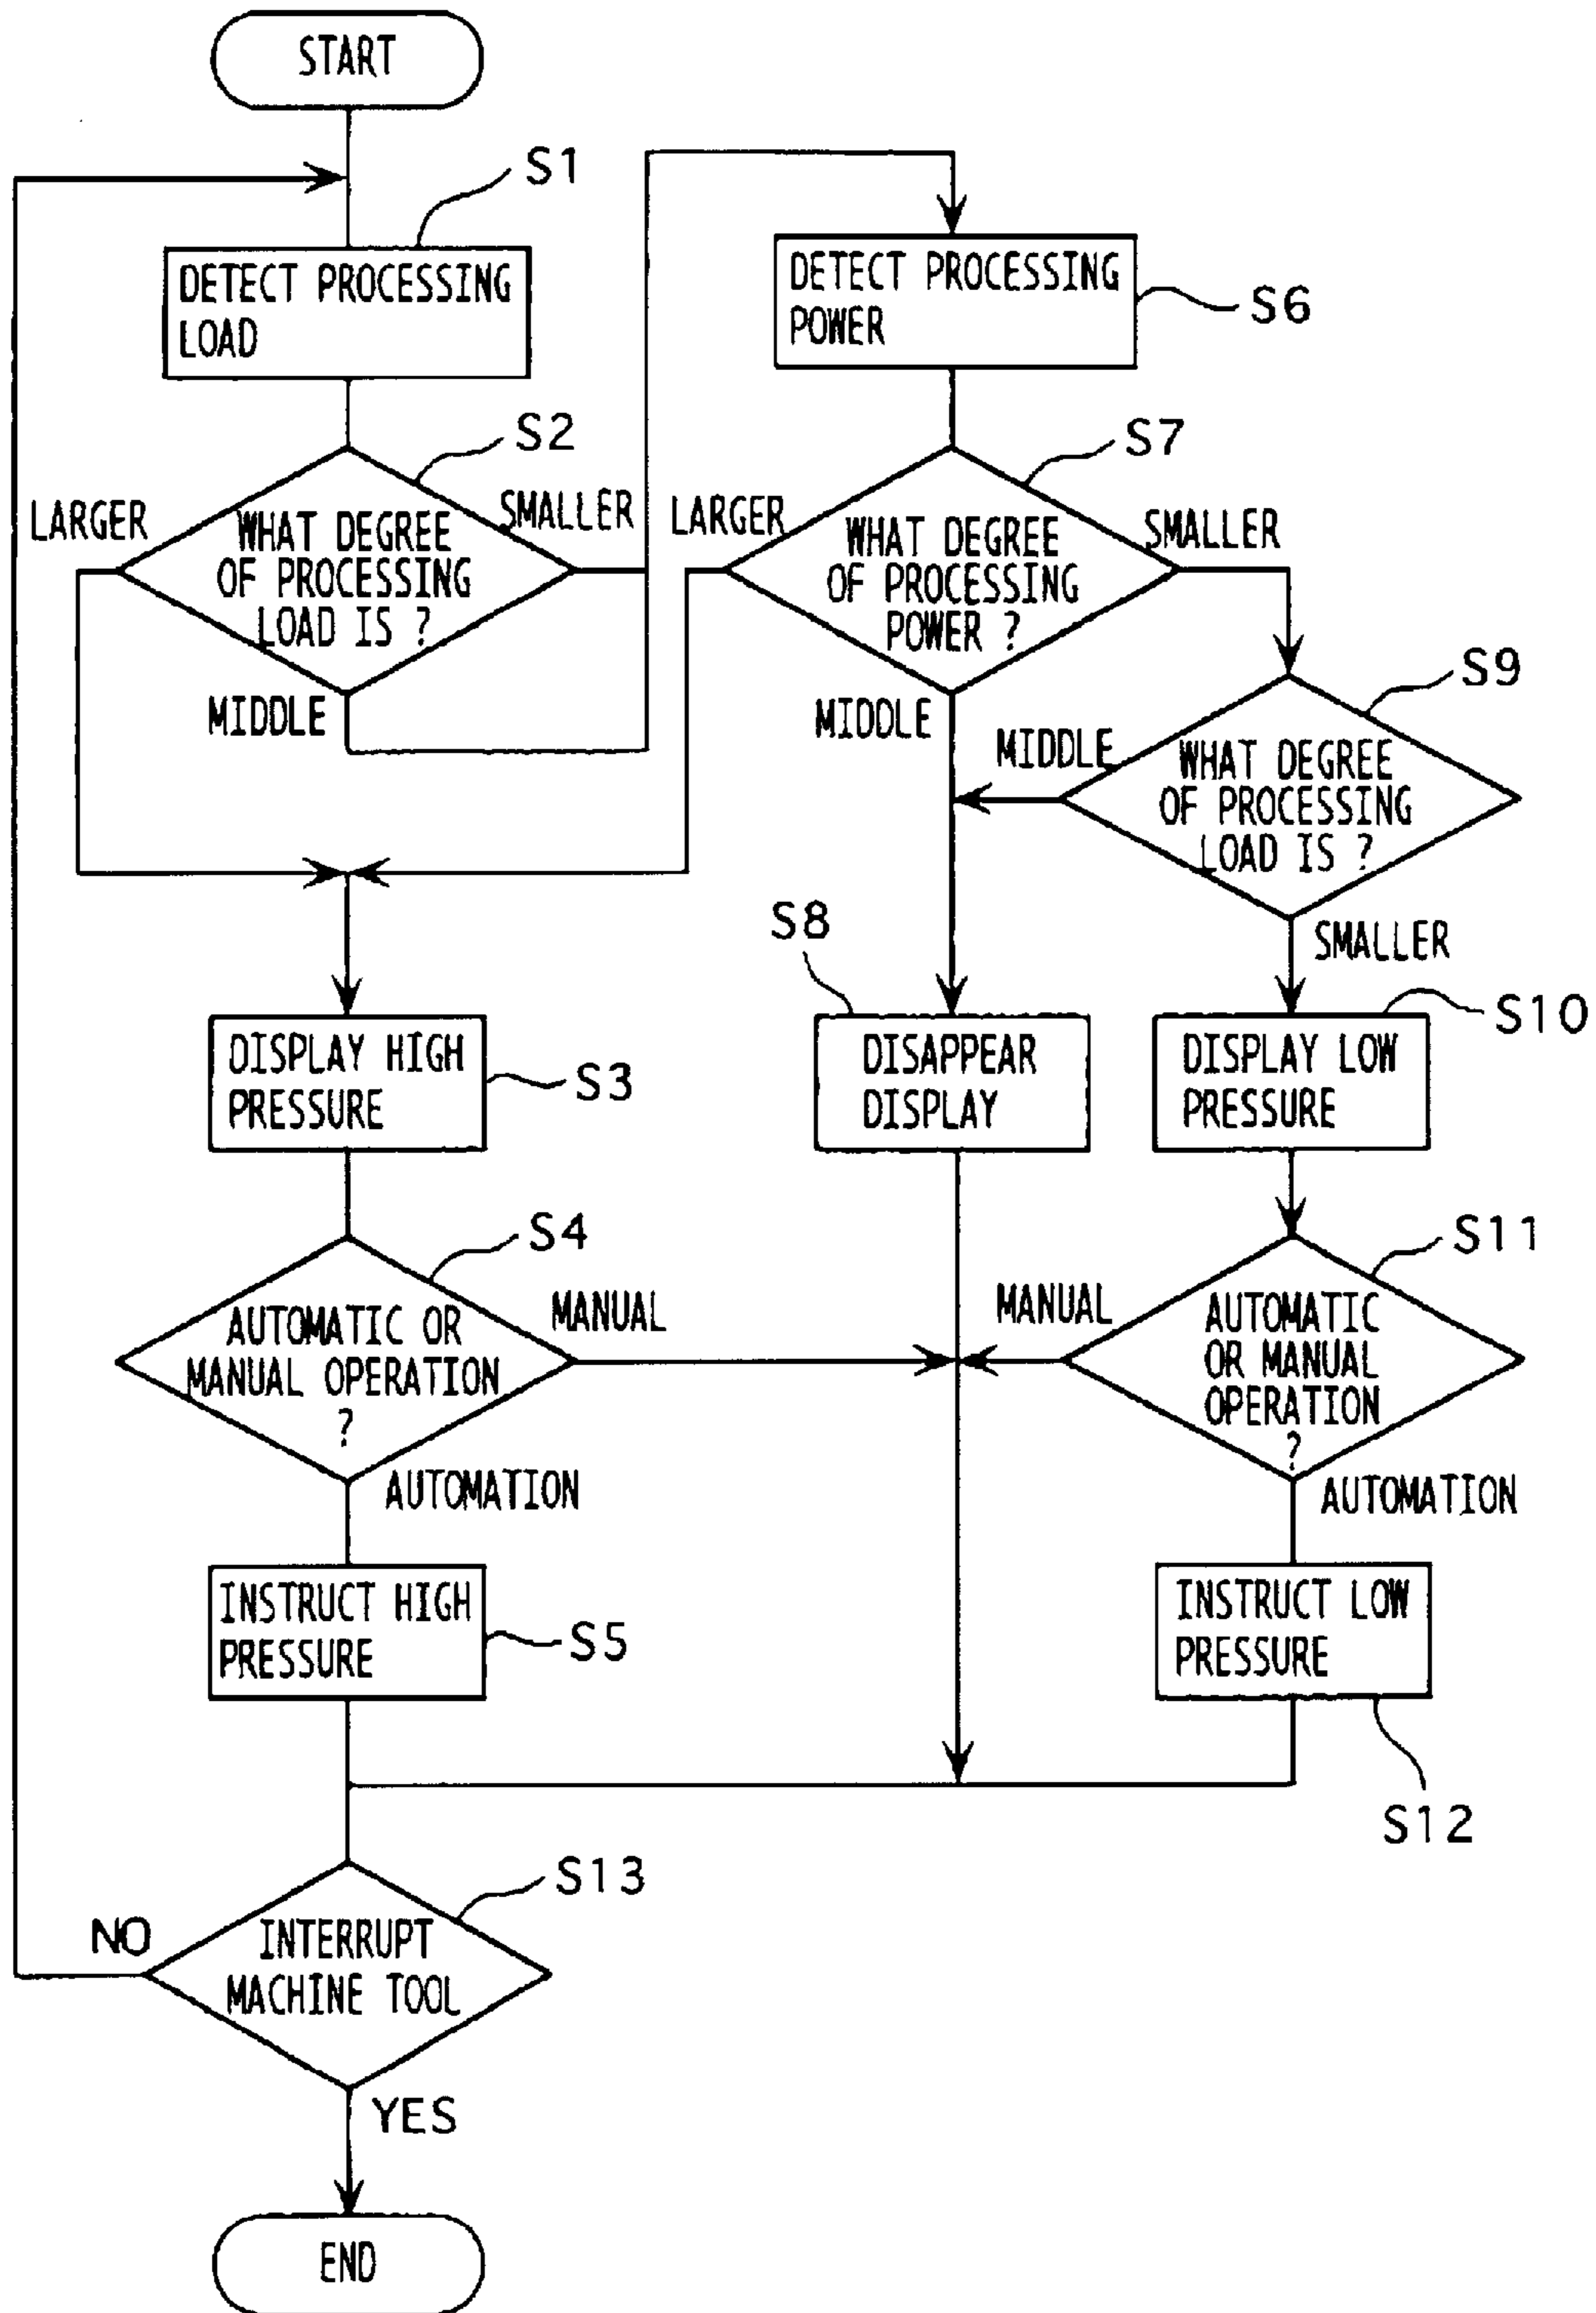 START
S1
DETECT PROCESSING
LOAD
S2
LARGER
SMALLER
WHAT DEGREE
OF PROCESSING
LOAD IS ?
MIDDLE
DETECT PROCESSING
POWER
S6
S7
LARGER
SMALLER
WHAT DEGREE
OF PROCESSING
POWER ?
MIDDLE
S9
MIDDLE
WHAT DEGREE
OF PROCESSING
LOAD IS ?
SMALLER
DISPLAY HIGH
PRESSURE
S3
S8
DISAPPEAR
DISPLAY
S10
DISPLAY LOW
PRESSURE
S4
AUTOMATIC OR
MANUAL OPERATION
?
MANUAL
AUTOMATION
S11
MANUAL
AUTOMATIC
OR MANUAL
OPERATION
?
AUTOMATION
INSTRUCT HIGH
PRESSURE
S5
INSTRUCT LOW
PRESSURE
S12
S13
NO
INTERRUPT
MACHINE TOOL
YES
END